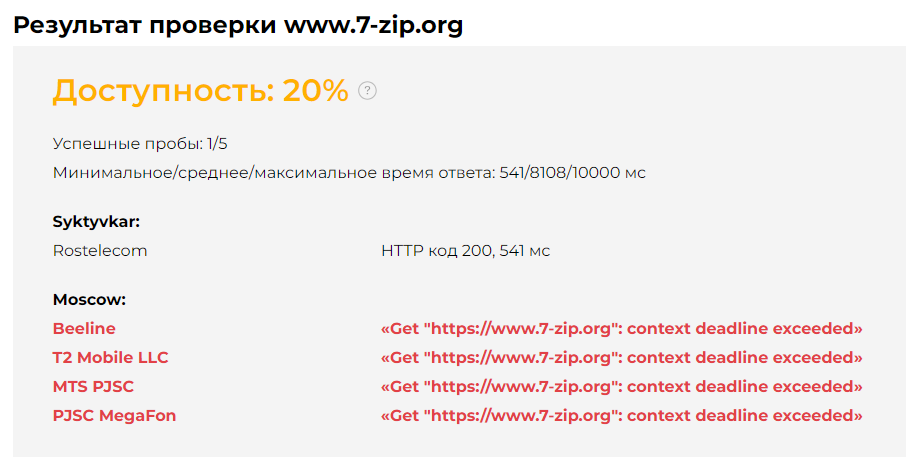 Результат проверки www.7-zip.org
Доступность: 20% ?
Успешные пробы: 1/5
Минимальное/среднее/максимальное время ответа: 541/8108/10000 мс
Syktyvkar:
Rostelecom HTTP код 200, 541 мс
Moscow:
Beeline «Get "https://www.7-zip.org": context deadline exceeded»
T2 Mobile LLC «Get "https://www.7-zip.org": context deadline exceeded»
MTS PJSC «Get "https://www.7-zip.org": context deadline exceeded»
PJSC MegaFon «Get "https://www.7-zip.org": context deadline exceeded»